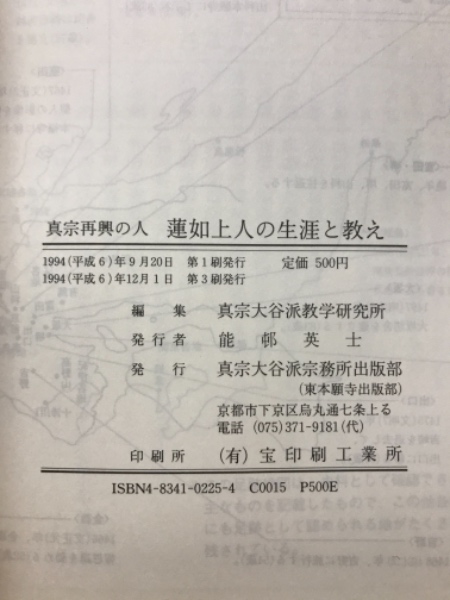 真宗再興の人 蓮如上人の生涯と教え
1994(平成6)年9月20日 第1刷発行 定価 500円
1994(平成6)年12月1日 第3刷発行
編集 真宗大谷派教学研究所
発行者 能邨英士
発行 真宗大谷派宗務所出版部
(東本願寺出版部)
京都市下京区烏丸通七条上る
電話 (075)371-9181(代)
印刷所 (有)宝印刷工業所
ISBN4-8341-0225-4 C0015 P500E